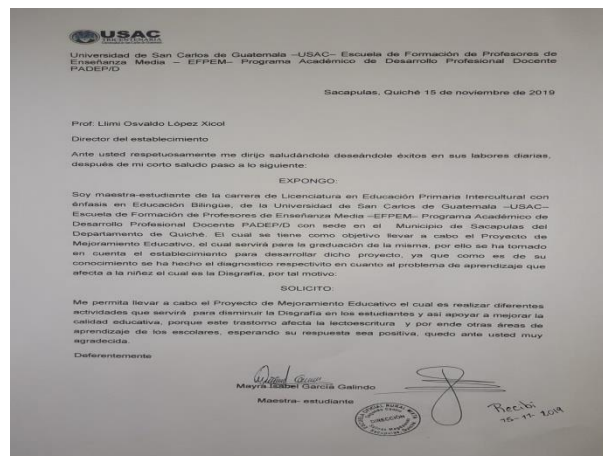 USAC
TRICENTENARIA
Universidad de San Carlos de Guatemala –USAC– Escuela de Formación de Profesores de
Enseñanza Media – EFPEM– Programa Académico de Desarrollo Profesional Docente
PADEP/D
Sacapulas, Quiché 15 de noviembre de 2019
Prof. Llimi Osvaldo López Xicol
Director del establecimiento
Ante usted respetuosamente me dirijo saludándole deseándole éxitos en sus labores diarias,
después de mi corto saludo paso a lo siguiente:
EXPONGO:
Soy maestra-estudiante de la carrera de Licenciatura en Educación Primaria Intercultural con
énfasis en Educación Bilingüe, de la Universidad de San Carlos de Guatemala –USAC–
Escuela de Formación de Profesores de Enseñanza Media –EFPEM– Programa Académico de
Desarrollo Profesional Docente PADEP/D con sede en el Municipio de Sacapulas del
Departamento de Quiché. El cual se tiene como objetivo llevar a cabo el Proyecto de
Mejoramiento Educativo, el cual servirá para la graduación de la misma, por ello se ha tomado
en cuenta el establecimiento para desarrollar dicho proyecto, ya que como es de su
conocimiento se ha hecho el diagnostico respectivito en cuanto al problema de aprendizaje que
afecta a la niñez el cual es la Disgrafía, por tal motivo:
SOLICITO:
Me permita llevar a cabo el Proyecto de Mejoramiento Educativo el cual es realizar diferentes
actividades que servirá para disminuir la Disgrafía en los estudiantes y asi apoyar a mejorar la
calidad educativa, porque este trastorno afecta la lectoescritura y por ende otras áreas de
aprendizaje de los escolares, esperando su respuesta sea positiva, quedo ante usted muy
agradecida.
Deferentemente
Mayra Isabel García Galindo
Maestra- estudiante
ESCUELA OFICIAL RURAL MIXTA
DIRECCIÓN
Recibi
15-11-2019